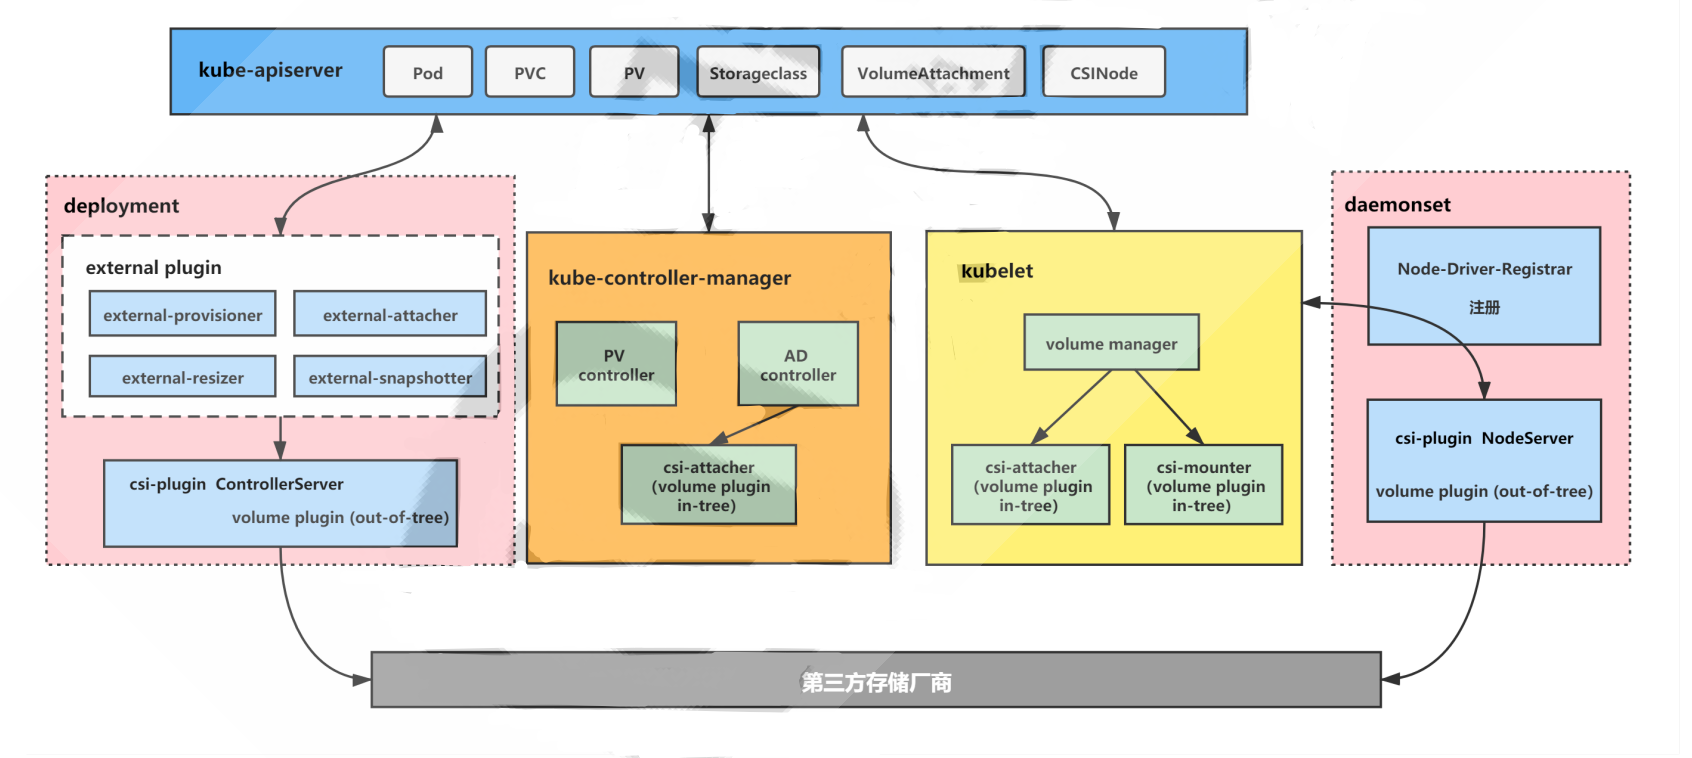 kube-apiserver
Pod
PVC
PV
Storageclass
VolumeAttachment
CSINode
deployment
external plugin
external-provisioner
external-attacher
external-resizer
external-snapshotter
csi-plugin ControllerServer
volume plugin (out-of-tree)
kube-controller-manager
PV
controller
AD
controller
csi-attacher
(volume plugin
in-tree)
kubelet
volume manager
csi-attacher
(volume plugin
in-tree)
csi-mounter
(volume plugin
in-tree)
daemonset
Node-Driver-Registrar
注册
csi-plugin NodeServer
volume plugin (out-of-tree)
第三方存储厂商